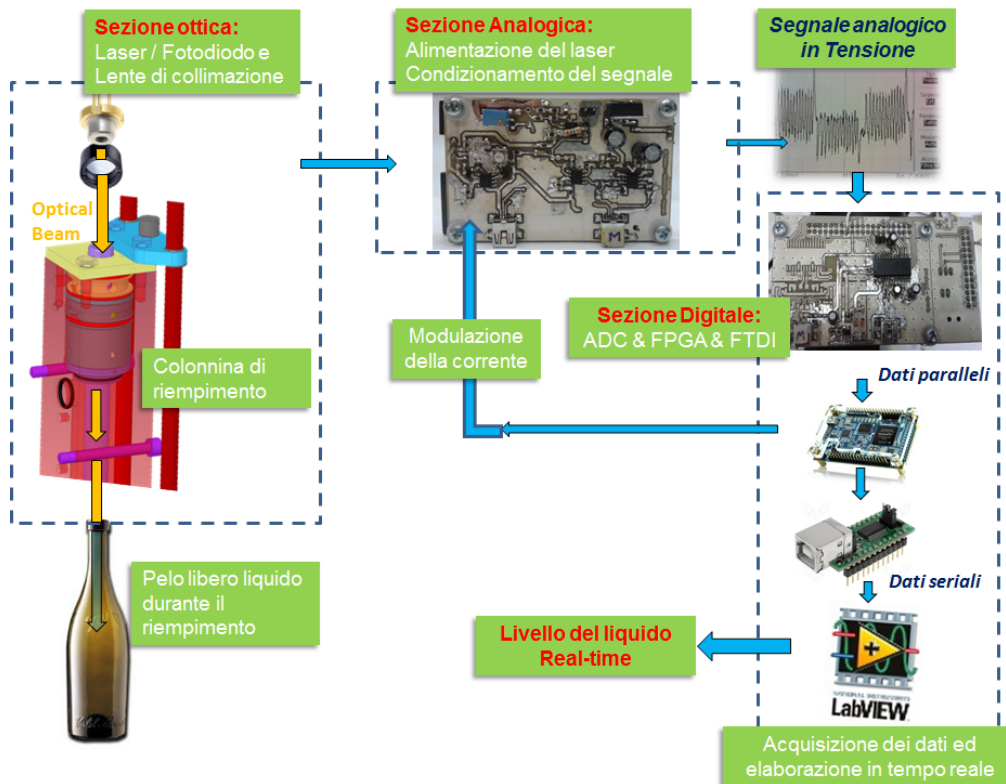 Sezione ottica:
Laser / Fotodiodo e
Lente di collimazione
Sezione Analogica:
Alimentazione del laser
Condizionamento del segnale
Segnale analogico
in Tensione
Optical
Beam
Colonnina di
riempimento
Modulazione
della corrente
Sezione Digitale:
ADC & FPGA & FTDI
M
M
Dati paralleli
Dati seriali
Pelo libero liquido
durante il
riempimento
Livello del liquido
Real-time
NATIONAL INSTRUMENTS
LabVIEW
Acquisizione dei dati ed
elaborazione in tempo reale